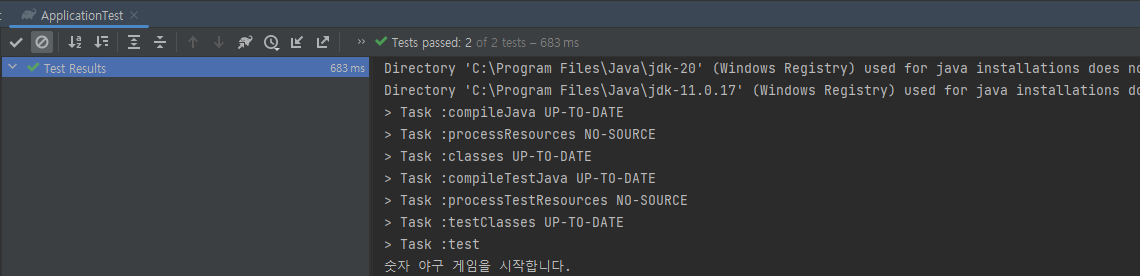 ApplicationTest
Tests passed: 2 of 2 tests – 683 ms
Test Results 683 ms
Directory 'C:\Program Files\Java\jdk-20' (Windows Registry) used for java installations does no
Directory 'C:\Program Files\Java\jdk-11.0.17' (Windows Registry) used for java installations do
> Task :compileJava UP-TO-DATE
> Task :processResources NO-SOURCE
> Task :classes UP-TO-DATE
> Task :compileTestJava UP-TO-DATE
> Task :processTestResources NO-SOURCE
> Task :testClasses UP-TO-DATE
> Task :test
숫자 야구 게임을 시작합니다.